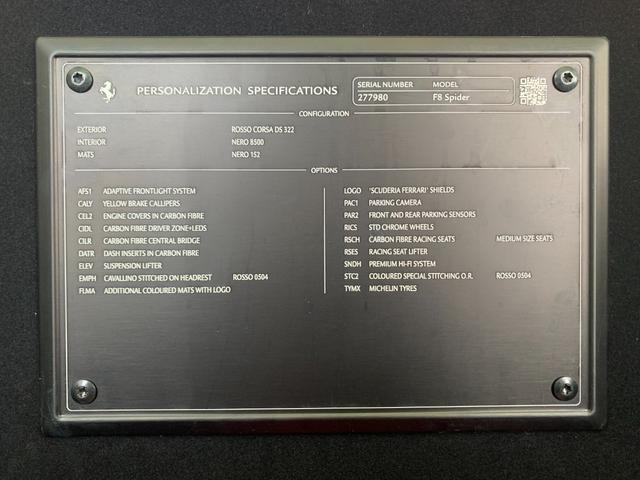 PERSONALIZATION SPECIFICATIONS
SERIAL NUMBER MODEL
277980 F8 Spider
CONFIGURATION
EXTERIOR ROSSO CORSA DS 322
INTERIOR NERO 8500
MATS NERO 152
OPTIONS
AFS1 ADAPTIVE FRONTLIGHT SYSTEM
CALY YELLOW BRAKE CALLIPERS
CEL2 ENGINE COVERS IN CARBON FIBRE
CIDL CARBON FIBRE DRIVER ZONE+LEDS
CILR CARBON FIBRE CENTRAL BRIDGE
DATR DASH INSERTS IN CARBON FIBRE
ELEV SUSPENSION LIFTER
EMPH CAVALLINO STITCHED ON HEADREST ROSSO 0504
FLMA ADDITIONAL COLOURED MATS WITH LOGO
LOGO 'SCUDERIA FERRARI' SHIELDS
PAC1 PARKING CAMERA
PAR2 FRONT AND REAR PARKING SENSORS
RICS STD CHROME WHEELS
RSCH CARBON FIBRE RACING SEATS MEDIUM SIZE SEATS
RSES RACING SEAT LIFTER
SNDH PREMIUM HI-FI SYSTEM
STC2 COLOURED SPECIAL STITCHING O.R. ROSSO 0504
TYMX MICHELIN TYRES